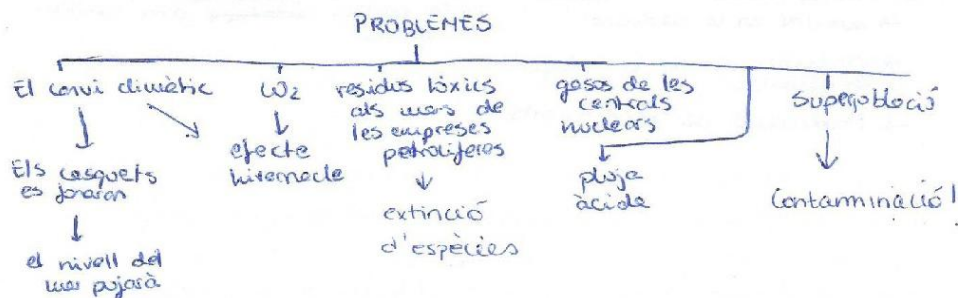 PROBLEMES
El canvi climàtic
CO2
residus tòxics
als mars de
les empreses
petrolíferes
gasos de les
centrals
nuclears
Superpoblació
Els casquets
es fonaran
efecte
hivernacle
extinció
d'espècies
pluja
àcida
Contaminació!
el nivell del
mar pujarà